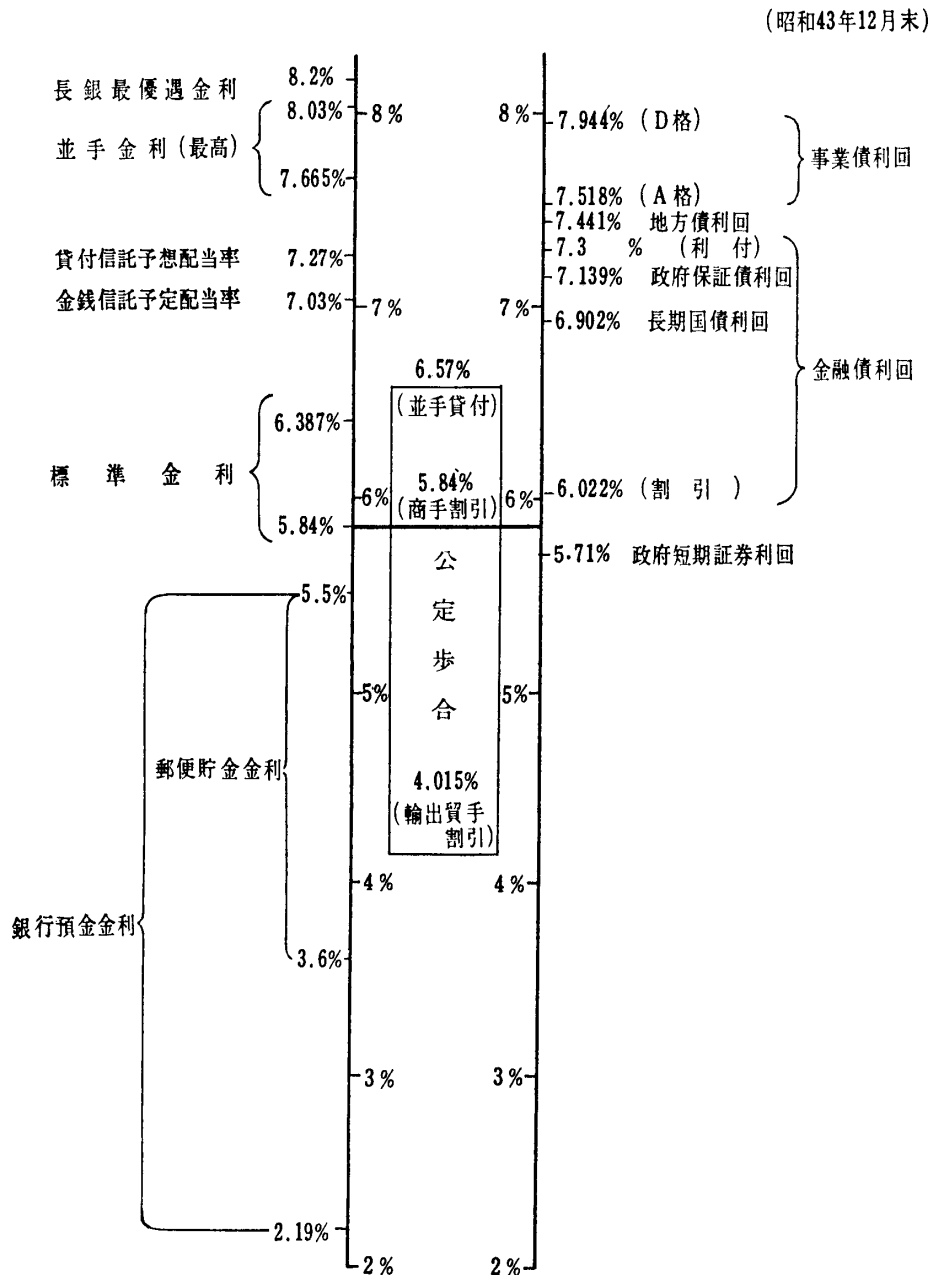 (昭和43年12月末)
長銀最優遇金利 8.2%
8.03%
並手金利(最高)
7.665%
貸付信託予想配当率 7.27%
金銭信託予定配当率 7.03%
6.387%
標準金利
5.84%
5.5%
郵便貯金金利
銀行預金金利
3.6%
2.19%
8%
7%
6%
5%
4%
3%
2%
6.57%
(並手貸付)
5.84%
(商手割引)
公定歩合
4.015%
(輸出貿手
割引)
8%
7%
6%
5%
4%
3%
2%
7.944% (D格)
事業債利回
7.518% (A格)
7.441% 地方債利回
7.3 % (利付)
7.139% 政府保証債利回
6.902% 長期国債利回
金融債利回
6.022% (割引)
5.71% 政府短期証券利回